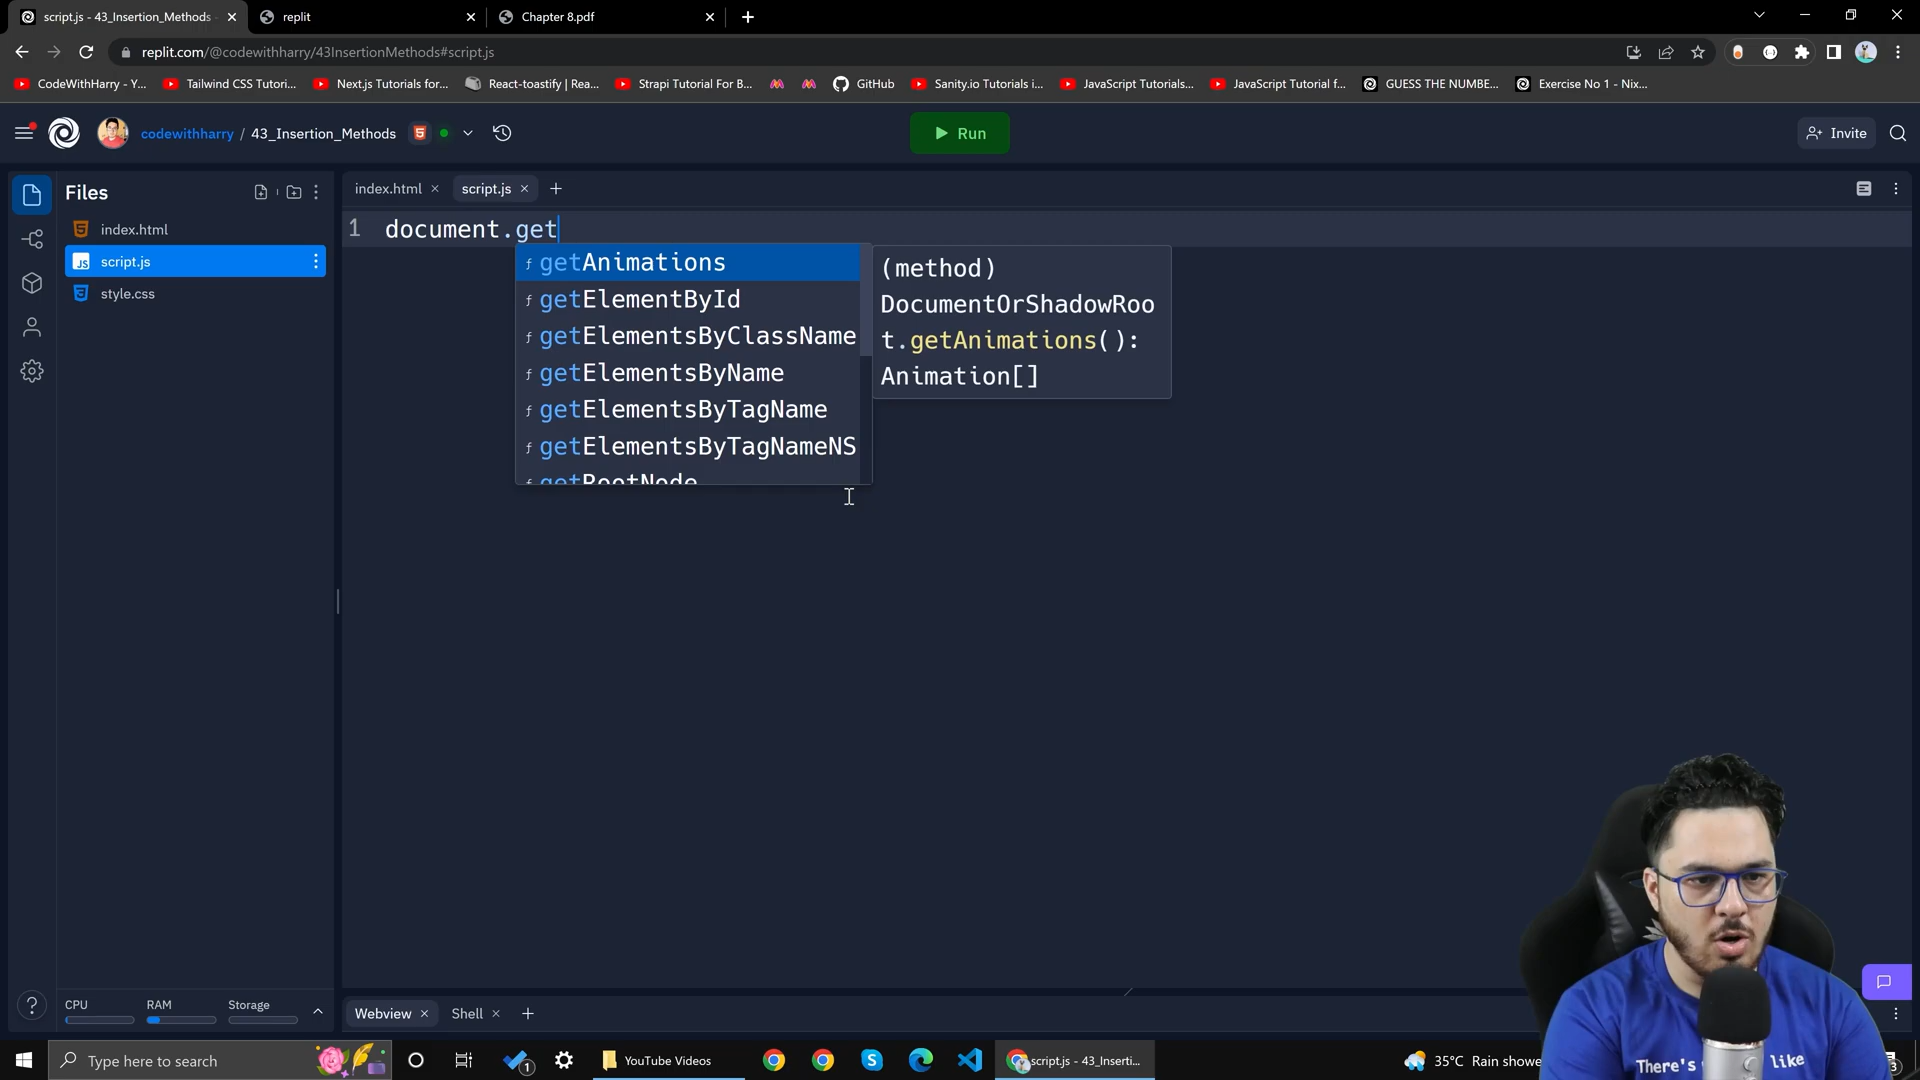 script.js - 43_Insertion_Methods -
replit
Chapter 8.pdf
replit.com/@codewithharry/43InsertionMethods#script.js
CodeWithHarry - Y...
Tailwind CSS Tutori...
Next.js Tutorials for...
React-toastify | Rea...
Strapi Tutorial For B...
GitHub
Sanity.io Tutorials i...
JavaScript Tutorials...
JavaScript Tutorial f...
GUESS THE NUMBE...
Exercise No 1 - Nix...
codewithharry / 43_Insertion_Methods
Run
Invite
Files
index.html
script.js
index.html
script.js
style.css
1 document.get
getAnimations
getElementById
getElementsByClassName
getElementsByName
getElementsByTagName
getElementsByTagNameNS
getRootNode
(method)
DocumentOrShadowRoo
t.getAnimations():
Animation[]
CPU
RAM
Storage
Webview
Shell
Type here to search
1
YouTube Videos
script.js - 43_Inserti...
35°C Rain showe
3
There's
like